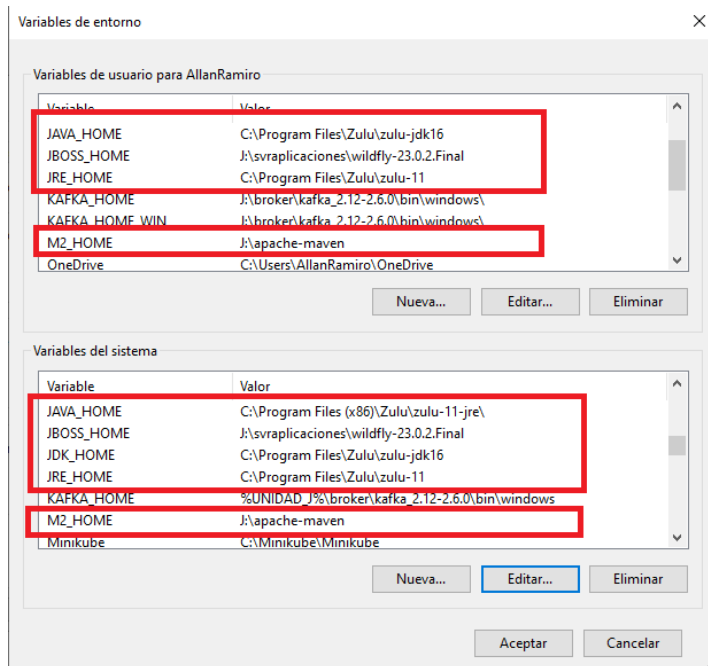 Variables de entorno
Variables de usuario para AllanRamiro
Variable Valor
JAVA_HOME C:\Program Files\Zulu\zulu-jdk16
JBOSS_HOME J:\svraplicaciones\wildfly-23.0.2.Final
JRE_HOME C:\Program Files\Zulu\zulu-11
KAFKA_HOME J:\broker\kafka_2.12-2.6.0\bin\windows\
KAFKA_HOME_WIN J:\broker\kafka_2.12-2.6.0\bin\windows\
M2_HOME J:\apache-maven
OneDrive C:\Users\AllanRamiro\OneDrive
Nueva... Editar... Eliminar
Variables del sistema
Variable Valor
JAVA_HOME C:\Program Files (x86)\Zulu\zulu-11-jre\
JBOSS_HOME J:\svraplicaciones\wildfly-23.0.2.Final
JDK_HOME C:\Program Files\Zulu\zulu-jdk16
JRE_HOME C:\Program Files\Zulu\zulu-11
KAFKA_HOME %UNIDAD_J%\broker\kafka_2.12-2.6.0\bin\windows
M2_HOME J:\apache-maven
Minikube C:\Minikube\Minikube
Nueva... Editar... Eliminar
Aceptar Cancelar